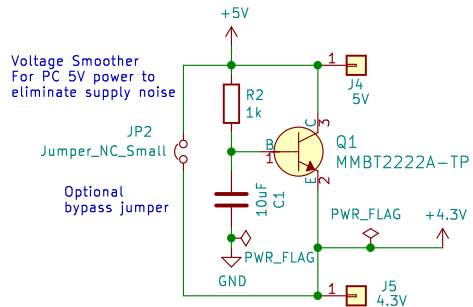 +5V
Voltage Smoother
For PC 5V power to
eliminate supply noise
1
J4
5V
R2
1k
JP2
Jumper_NC_Small
C
3
B
1
Q1
MMBT2222A-TP
E
2
Optional
bypass jumper
10uF
C1
PWR_FLAG
+4.3V
PWR_FLAG
GND
1
J5
4.3V